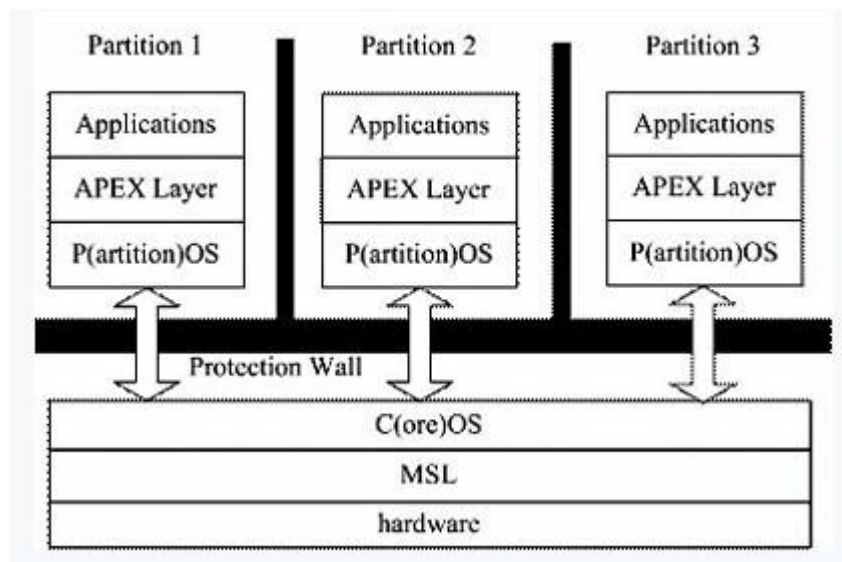 Partition 1
Partition 2
Partition 3
Applications
Applications
Applications
APEX Layer
APEX Layer
APEX Layer
P(artition)OS
P(artition)OS
P(artition)OS
Protection Wall
C(ore)OS
MSL
hardware